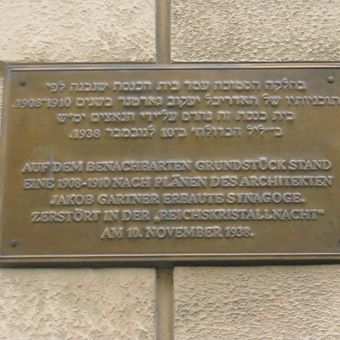 בחלקה הסמוכה עמד בית הכנסת שנבנה לפי
תוכניותיו של האדריכל יעקוב גארטנר בשנים 1908-1910.
בית כנסת זה נהרס על-ידי הנאצים ימ"ש
ב"ליל הבדולח" ב־10 לנובמבר 1938.
AUF DEM BENACHBARTEN GRUNDSTÜCK STAND
EINE 1908-1910 NACH PLÄNEN DES ARCHITEKTEN
JAKOB GARTNER ERBAUTE SYNAGOGE.
ZERSTÖRT IN DER „REICHSKRISTALLNACHT"
AM 10. NOVEMBER 1938.